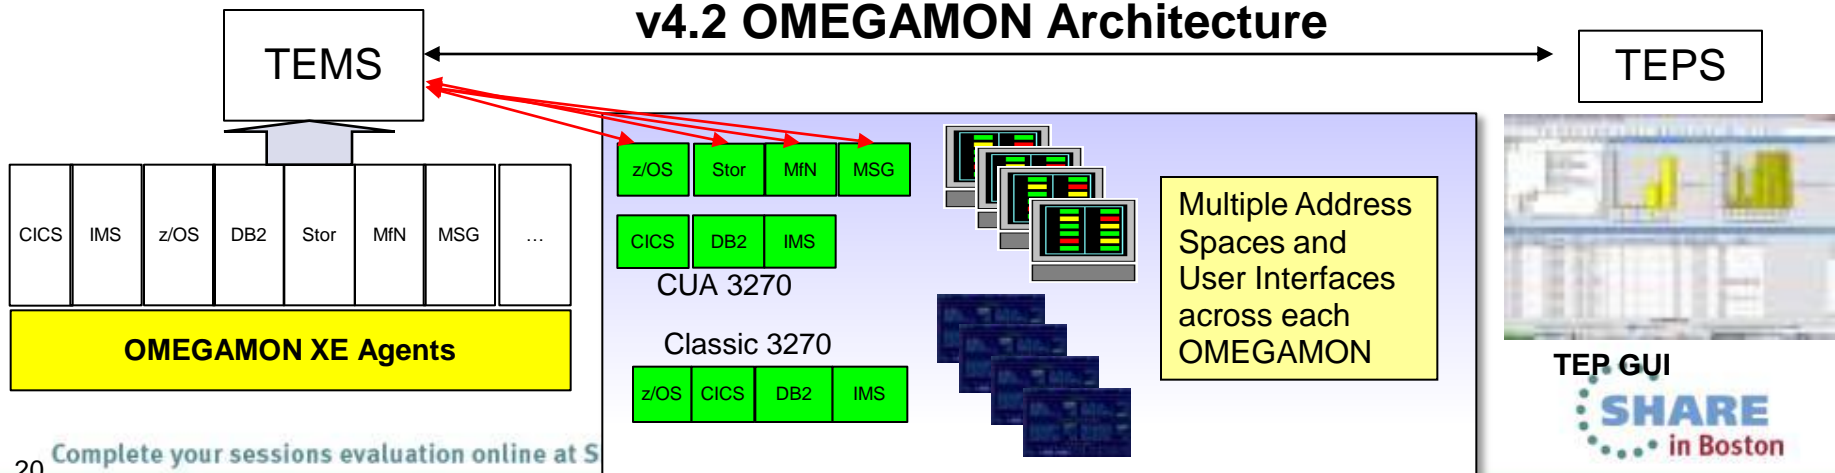 v4.2 OMEGAMON Architecture
TEMS
TEPS
z/OS Stor MfN MSG
CICS IMS z/OS DB2 Stor MfN MSG ...
CICS DB2 IMS
CUA 3270
Multiple Address
Spaces and
User Interfaces
across each
OMEGAMON
OMEGAMON XE Agents
Classic 3270
z/OS CICS DB2 IMS
TEP GUI
SHARE
in Boston
Complete your sessions evaluation online at S
20